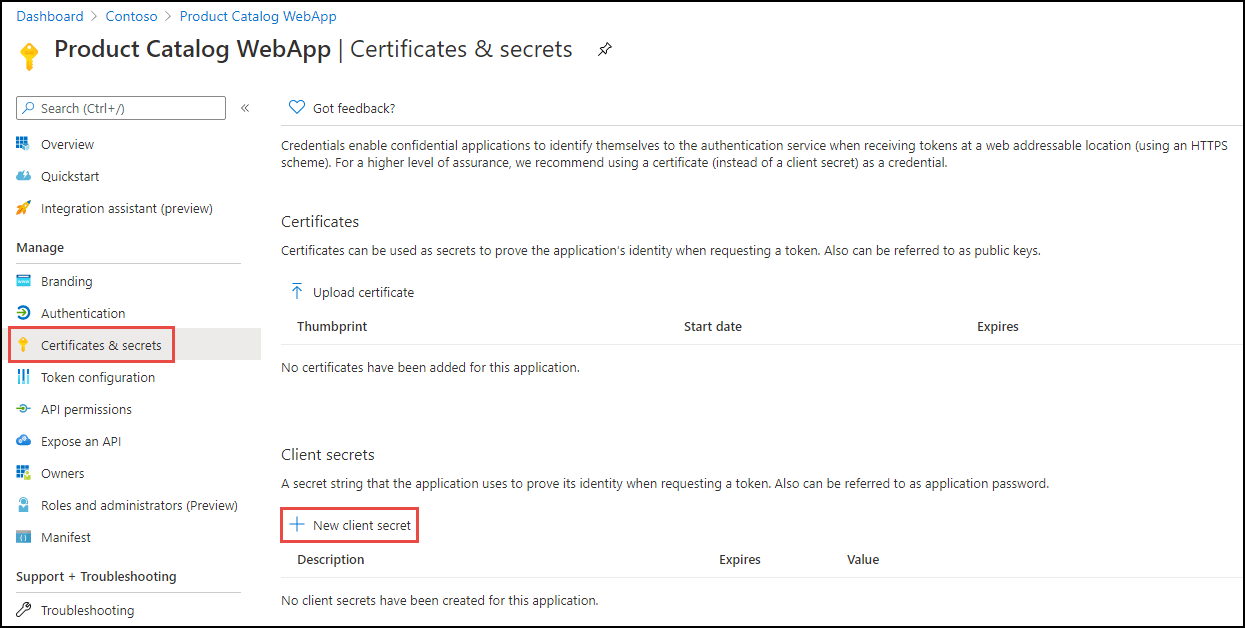 Dashboard > Contoso > Product Catalog WebApp
Product Catalog WebApp | Certificates & secrets
Search (Ctrl+/)
«
Overview
Quickstart
Integration assistant (preview)
Manage
Branding
Authentication
Certificates & secrets
Token configuration
API permissions
Expose an API
Owners
Roles and administrators (Preview)
Manifest
Support + Troubleshooting
Troubleshooting
Got feedback?
Credentials enable confidential applications to identify themselves to the authentication service when receiving tokens at a web addressable location (using an HTTPS
scheme). For a higher level of assurance, we recommend using a certificate (instead of a client secret) as a credential.
Certificates
Certificates can be used as secrets to prove the application's identity when requesting a token. Also can be referred to as public keys.
Upload certificate
Thumbprint Start date Expires
No certificates have been added for this application.
Client secrets
A secret string that the application uses to prove its identity when requesting a token. Also can be referred to as application password.
New client secret
Description Expires Value
No client secrets have been created for this application.